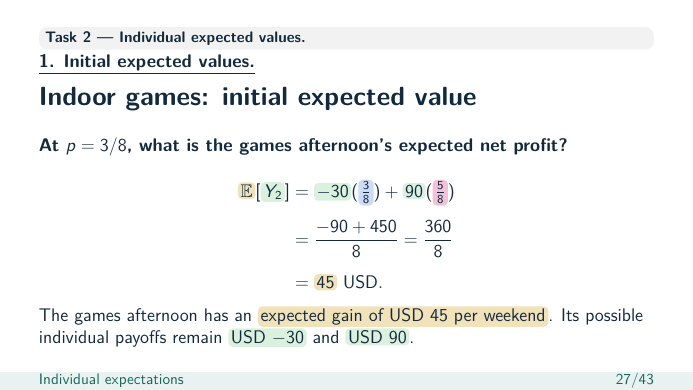 Task 2 — Individual expected values.
1. Initial expected values.
Indoor games: initial expected value
At p = 3/8, what is the games afternoon's expected net profit?
𝔼[Y₂] = −30(3/8) + 90(5/8)
= (−90 + 450)/8 = 360/8
= 45 USD.
The games afternoon has an expected gain of USD 45 per weekend. Its possible
individual payoffs remain USD −30 and USD 90.
Individual expectations 27/43